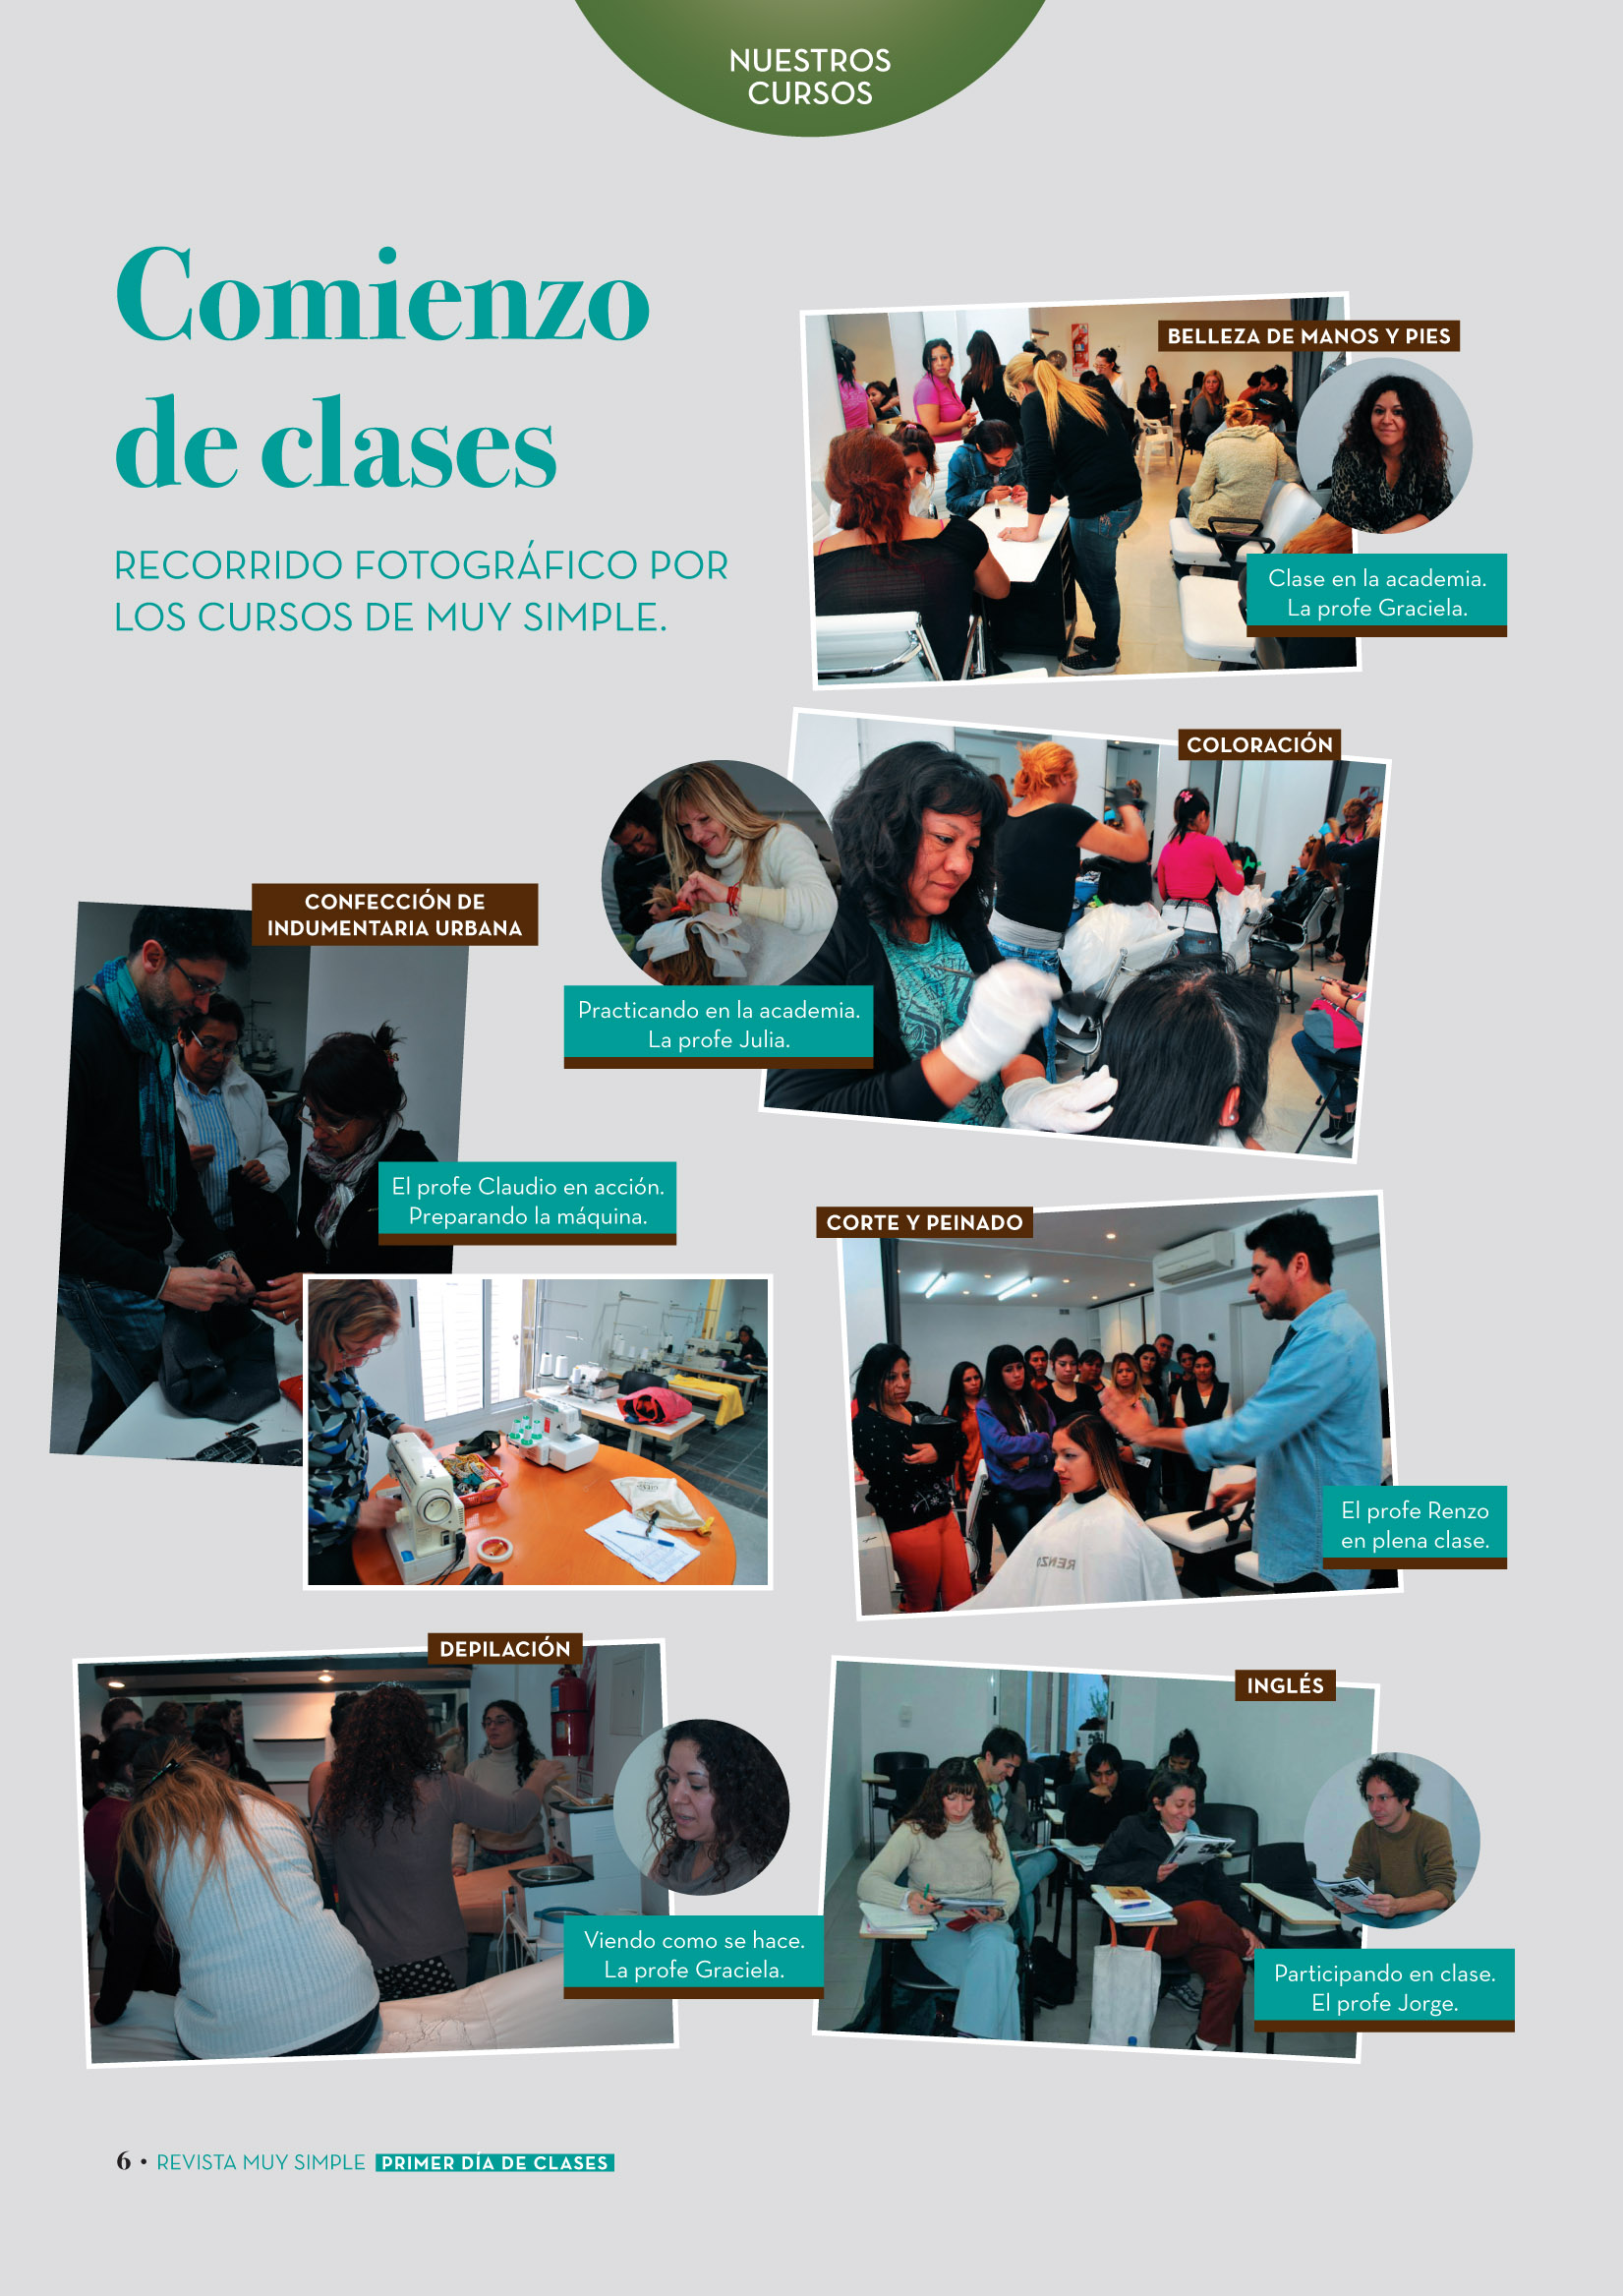 NUESTROS
CURSOS
Comienzo
de clases
RECORRIDO FOTOGRÁFICO POR
LOS CURSOS DE MUY SIMPLE.
BELLEZA DE MANOS Y PIES
Clase en la academia.
La profe Graciela.
COLORACIÓN
Practicando en la academia.
La profe Julia.
CONFECCIÓN DE
INDUMENTARIA URBANA
El profe Claudio en acción.
Preparando la máquina.
CORTE Y PEINADO
RENZO
El profe Renzo
en plena clase.
DEPILACIÓN
Viendo como se hace.
La profe Graciela.
INGLÉS
Participando en clase.
El profe Jorge.
6 • REVISTA MUY SIMPLE PRIMER DÍA DE CLASES